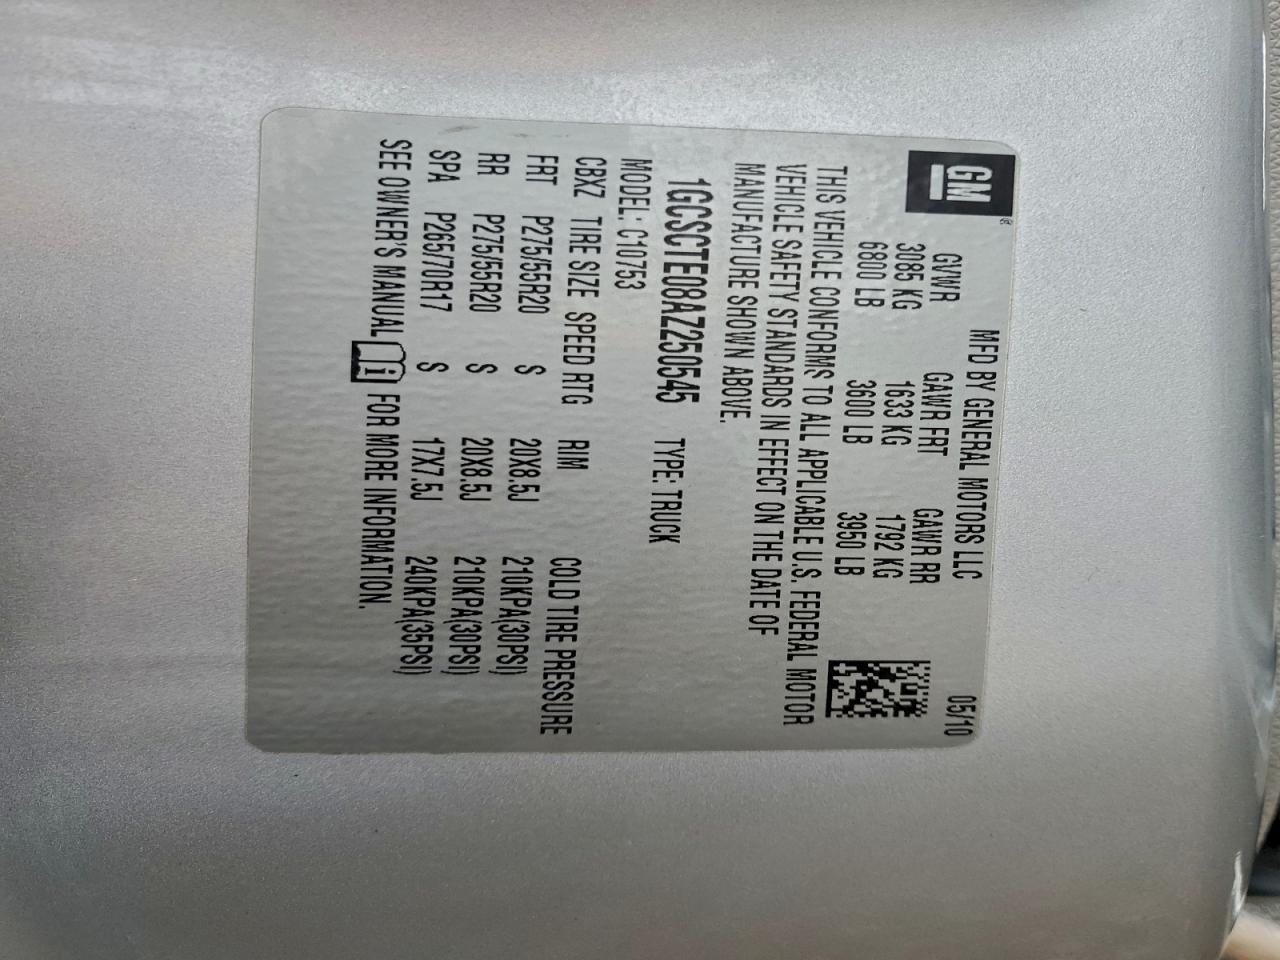 GM
MFD BY GENERAL MOTORS LLC 05/10
GVWR GAWR FRT GAWR RR
3085 KG 1633 KG 1792 KG
6800 LB 3600 LB 3950 LB
THIS VEHICLE CONFORMS TO ALL APPLICABLE U.S. FEDERAL MOTOR
VEHICLE SAFETY STANDARDS IN EFFECT ON THE DATE OF
MANUFACTURE SHOWN ABOVE.
1GCSCTE08AZ250545 TYPE: TRUCK
MODEL: C10753
CBXZ TIRE SIZE SPEED RTG RIM COLD TIRE PRESSURE
FRT P275/55R20 S 20X8.5J 210KPA(30PSI)
RR P275/55R20 S 20X8.5J 210KPA(30PSI)
SPA P265/70R17 S 17X7.5J 240KPA(35PSI)
SEE OWNER'S MANUAL i FOR MORE INFORMATION.